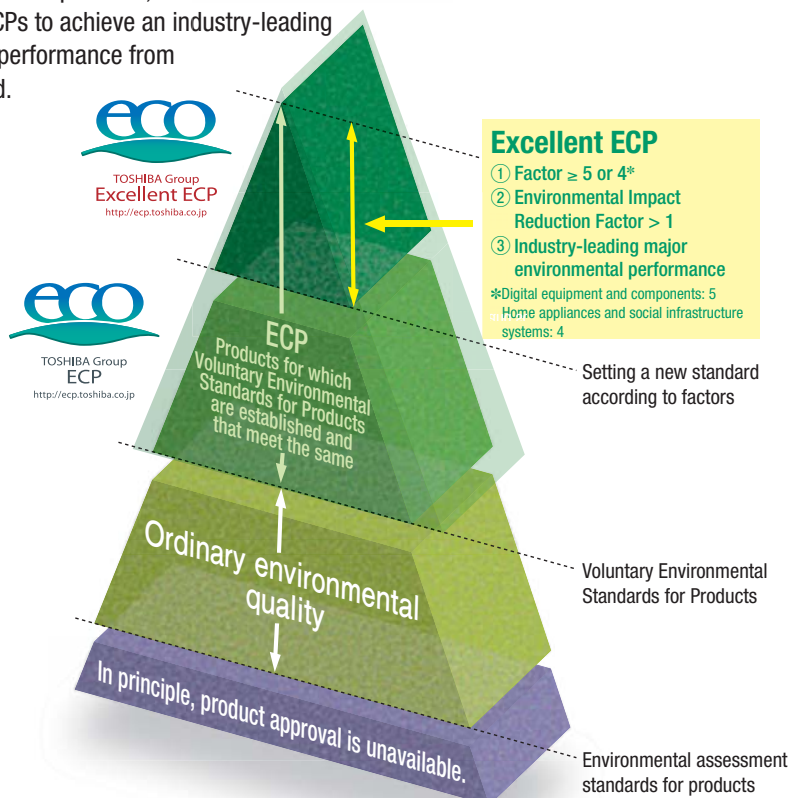 CPs to achieve an industry-leading
performance from
d.
eco
TOSHIBA Group
Excellent ECP
http://ecp.toshiba.co.jp
eco
TOSHIBA Group
ECP
http://ecp.toshiba.co.jp
Excellent ECP
① Factor ≥ 5 or 4*
② Environmental Impact
Reduction Factor > 1
③ Industry-leading major
environmental performance
*Digital equipment and components: 5
Home appliances and social infrastructure
systems: 4
ECP
Products for which
Voluntary Environmental
Standards for Products
are established and
that meet the same
Setting a new standard
according to factors
Ordinary environmental
quality
Voluntary Environmental
Standards for Products
In principle, product approval is unavailable.
Environmental assessment
standards for products